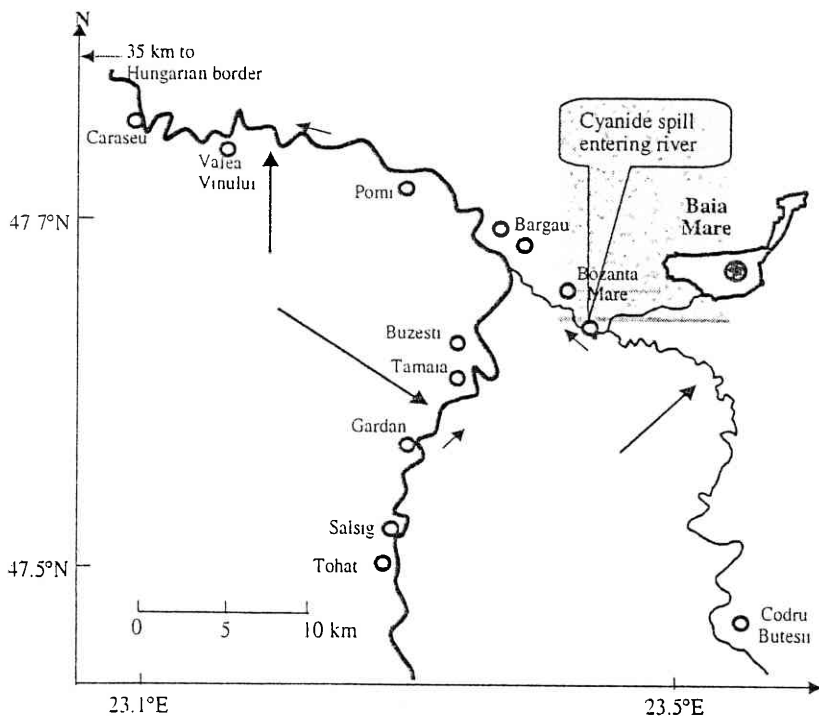 N
35 km to
Hungarian border
Cyanide spill
entering river
Caraseu
Valea
Vinului
Pomi
47 7°N
Bargau
Baia
Mare
Bozanta
Mare
Buzesti
Tamaia
Gardan
Salsig
47.5°N
Tohat
0 5 10 km
Codru
Butesii
23.1°E
23.5°E